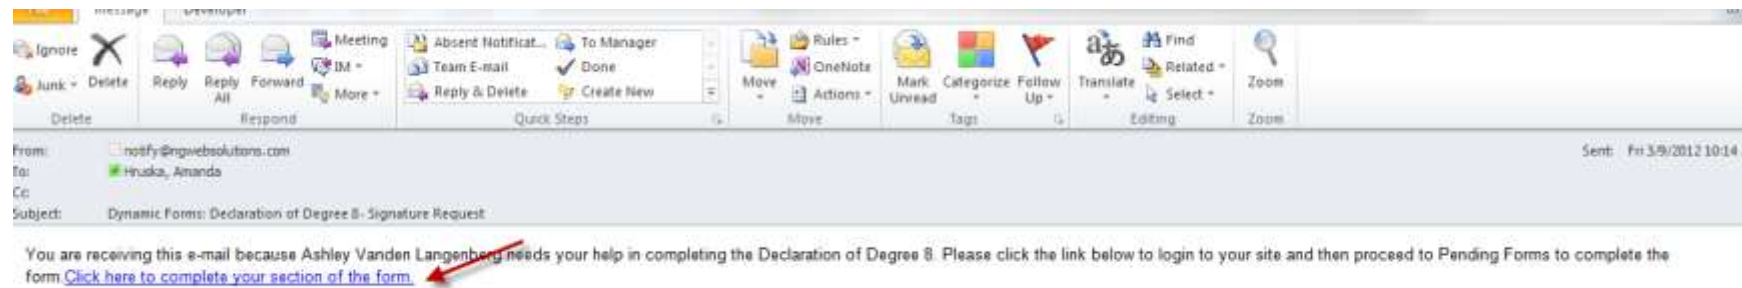 Message Developer
Ignore Meeting Absent Notificat... To Manager Rules Find
Junk Delete Reply Reply All Forward IM Team E-mail Done Move OneNote Mark Unread Categorize Follow Up Translate Related Zoom
More Reply & Delete Create New Actions Select
Delete Respond Quick Steps Move Tags Editing Zoom
From: notify@ngwebsolutions.com Sent: Fri 3/9/2012 10:14
To: Hruska, Amanda
Cc:
Subject: Dynamic Forms: Declaration of Degree 8- Signature Request
You are receiving this e-mail because Ashley Vanden Langenberg needs your help in completing the Declaration of Degree 8. Please click the link below to login to your site and then proceed to Pending Forms to complete the
form.Click here to complete your section of the form.